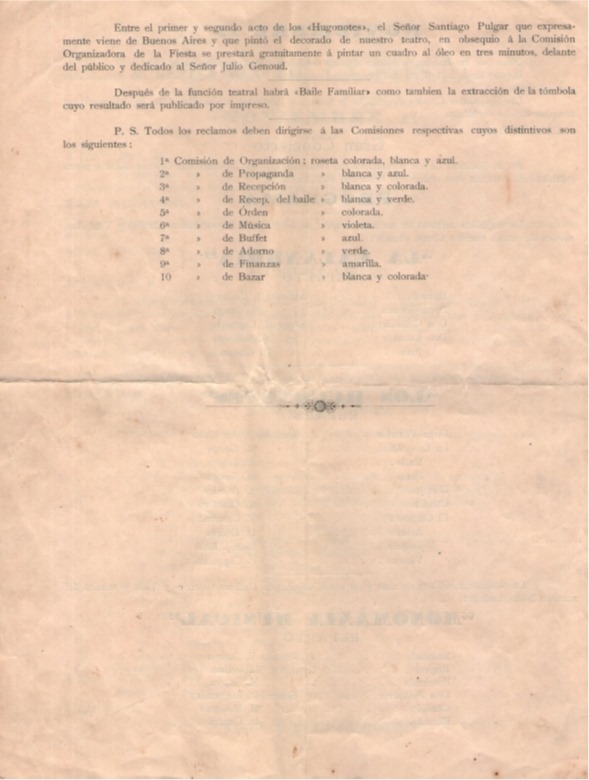 Entre el primer y segundo acto de los «Hugonotes», el Señor Santiago Pulgar que expresa-
mente viene de Buenos Aires y que pintó el decorado de nuestro teatro, en obsequio á la Comisión
Organizadora de la Fiesta se prestará gratuitamente á pintar un cuadro al óleo en tres minutos, delante
del público y dedicado al Señor Julio Genoud.
Después de la función teatral habrá «Baile Familiar» como tambien la extracción de la tómbola
cuyo resultado será publicado por impreso.
P. S. Todos los reclamos deben dirigirse á las Comisiones respectivas cuyos distintivos son
los siguientes:
1ª Comisión de Organización; roseta colorada, blanca y azul.
2ª » de Propaganda » blanca y azul.
3ª » de Recepción » blanca y colorada.
4ª » de Recep. del baile » blanca y verde.
5ª » de Orden » colorada.
6ª » de Música » violeta.
7ª » de Buffet » azul.
8ª » de Adorno » verde.
9ª » de Finanzas » amarilla.
10 » de Bazar » blanca y colorada·